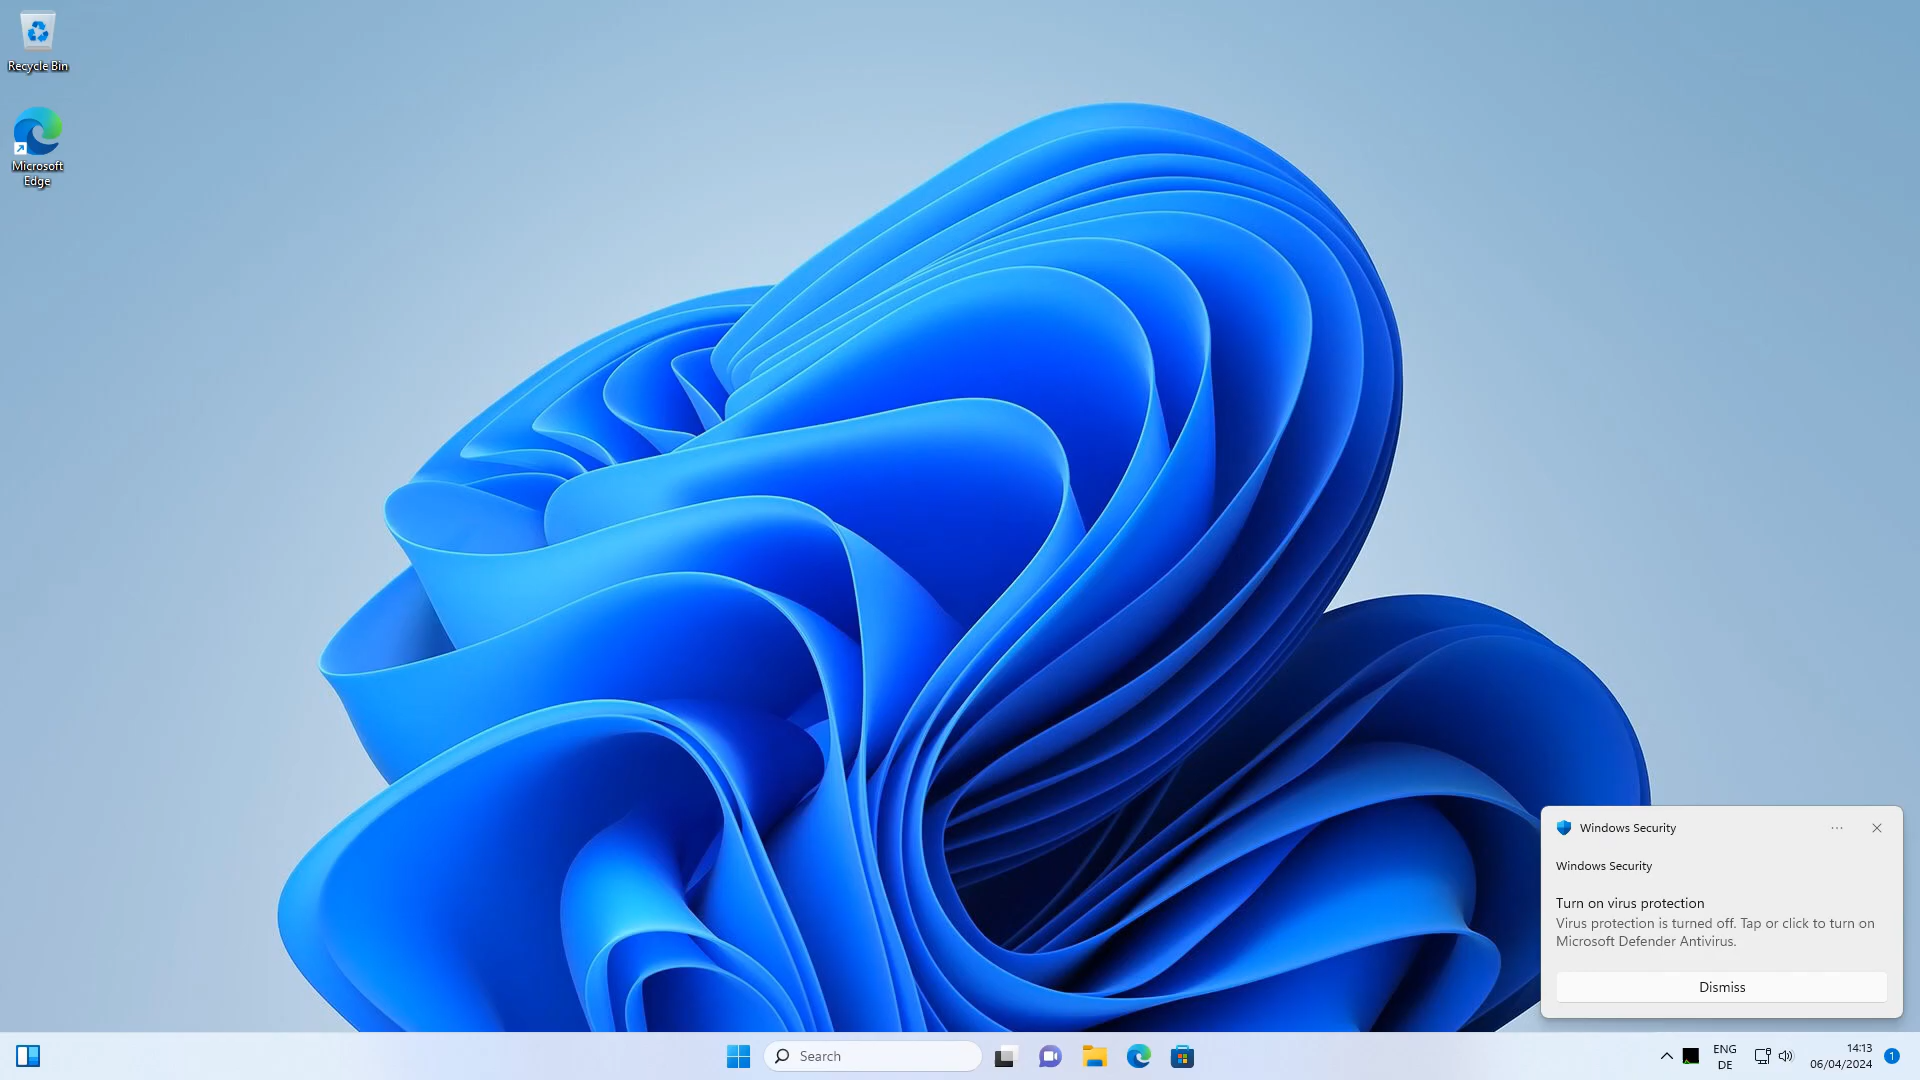 Recycle Bin
Microsoft
Edge
Windows Security
Windows Security
Turn on virus protection
Virus protection is turned off. Tap or click to turn on
Microsoft Defender Antivirus.
Dismiss
Search
ENG
DE
14:13
06/04/2024
1